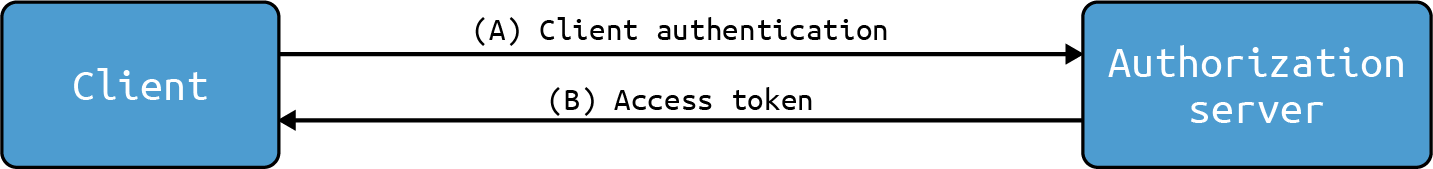 (A) Client authentication
Client
(B) Access token
Authorization
server